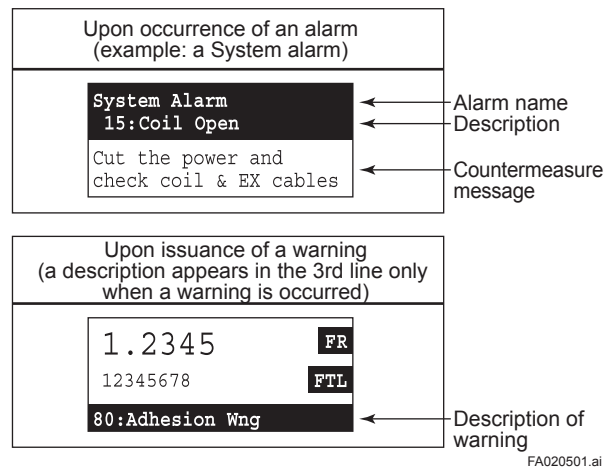 Upon occurrence of an alarm
(example: a System alarm)
System Alarm
15:Coil Open
Cut the power and
check coil & EX cables
Alarm name
Description
Countermeasure
message
Upon issuance of a warning
(a description appears in the 3rd line only
when a warning is occurred)
1.2345 FR
12345678 FTL
80:Adhesion Wng
Description of
warning
FA020501.ai